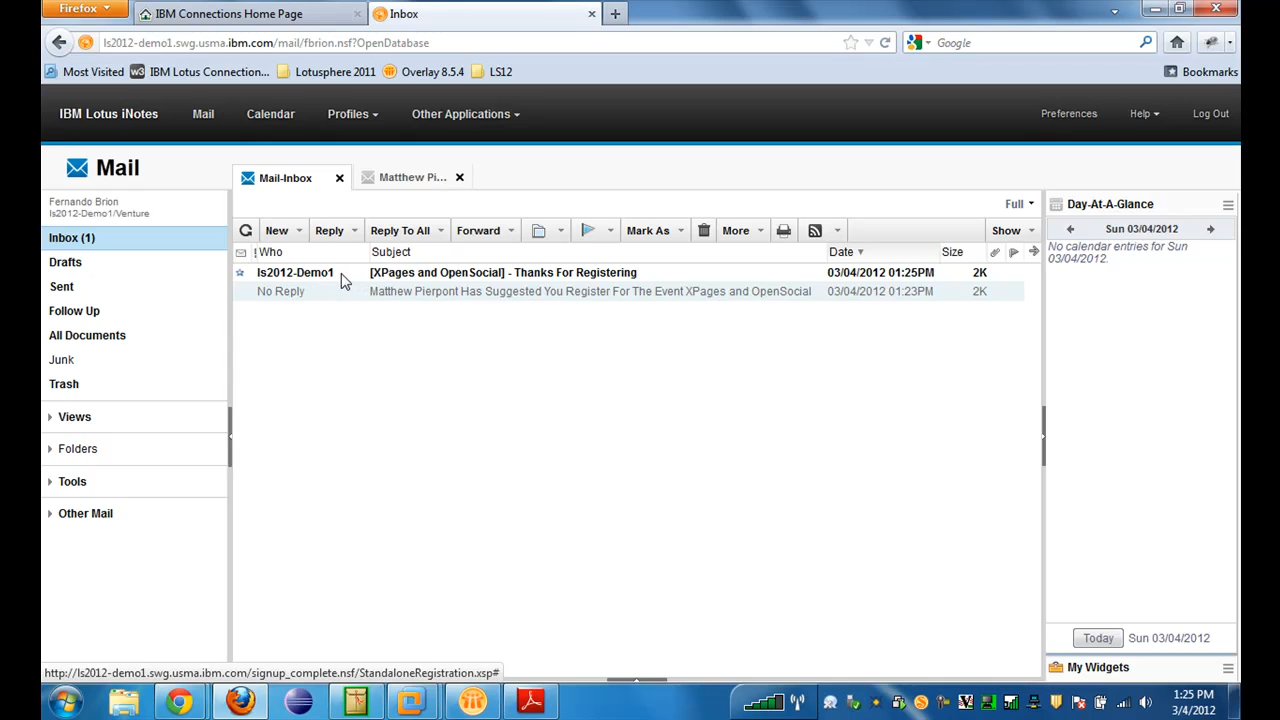 Firefox
IBM Connections Home Page
Inbox
ls2012-demo1.swg.usma.ibm.com/mail/fbrion.nsf?OpenDatabase
Google
Most Visited
w3
IBM Lotus Connection...
Lotusphere 2011
Overlay 8.5.4
LS12
Bookmarks
IBM Lotus iNotes
Mail
Calendar
Profiles
Other Applications
Preferences
Help
Log Out
Mail
Mail-Inbox
Matthew Pi...
Fernando Brion
ls2012-Demo1/Venture
Full
Day-At-A-Glance
Inbox (1)
New
Reply
Reply To All
Forward
Mark As
More
Show
Sun 03/04/2012
! Who
Subject
Date
Size
No calendar entries for Sun
03/04/2012.
Drafts
ls2012-Demo1
[XPages and OpenSocial] - Thanks For Registering
03/04/2012 01:25PM
2K
Sent
No Reply
Matthew Pierpont Has Suggested You Register For The Event XPages and OpenSocial
03/04/2012 01:23PM
2K
Follow Up
All Documents
Junk
Trash
Views
Folders
Tools
Other Mail
Today
Sun 03/04/2012
My Widgets
http://ls2012-demo1.swg.usma.ibm.com/signup_complete.nsf/StandaloneRegistration.xsp#
1:25 PM
3/4/2012